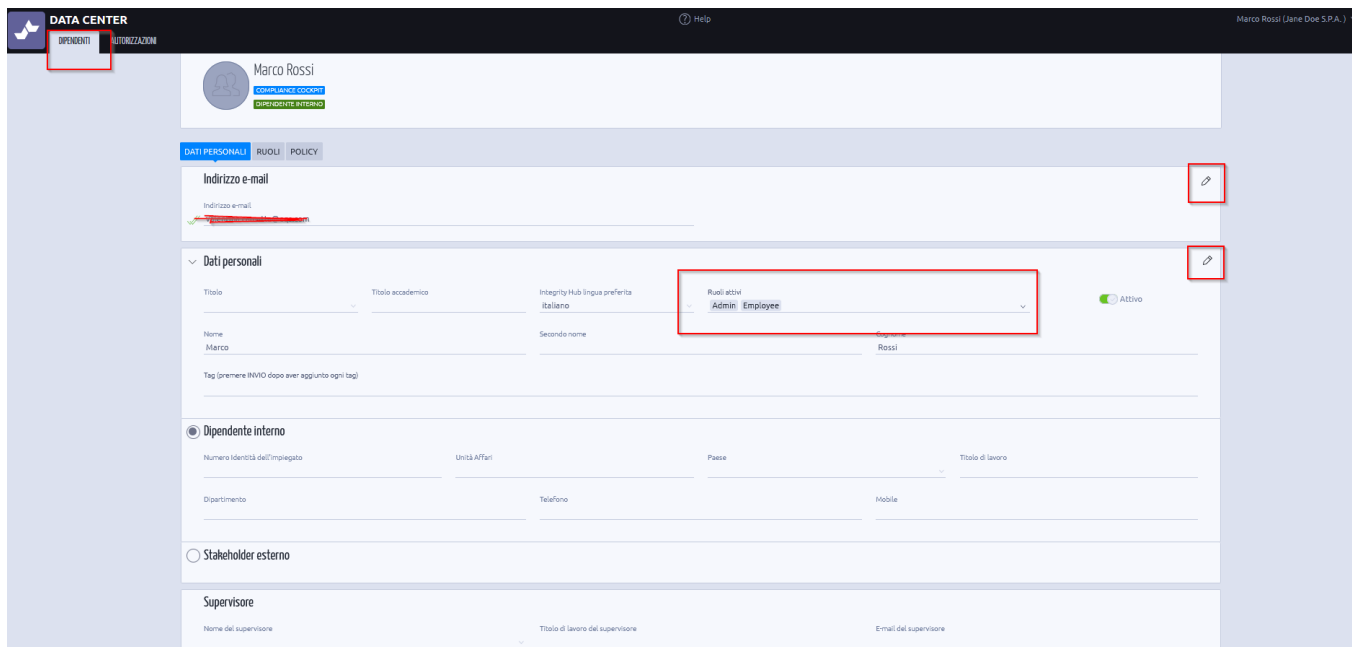 DATA CENTER
Help
Marco Rossi (Jane Doe S.P.A. )
DIPENDENTI
AUTORIZZAZIONI
Marco Rossi
COMPLIANCE COCKPIT
DIPENDENTE INTERNO
DATI PERSONALI RUOLI POLICY
Indirizzo e-mail
Indirizzo e-mail
Dati personali
Titolo Titolo accademico Integrity Hub lingua preferita Ruoli attivi
italiano Admin Employee Attivo
Nome Secondo nome Cognome
Marco Rossi
Tag (premere INVIO dopo aver aggiunto ogni tag)
Dipendente interno
Numero Identità dell'impiegato Unità Affari Paese Titolo di lavoro
Dipartimento Telefono Mobile
Stakeholder esterno
Supervisore
Nome del supervisore Titolo di lavoro del supervisore E-mail del supervisore